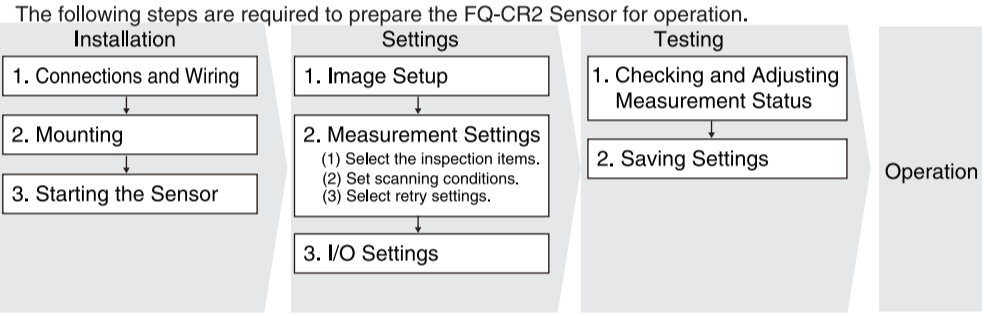 The following steps are required to prepare the FQ-CR2 Sensor for operation.
Installation
1. Connections and Wiring
2. Mounting
3. Starting the Sensor
Settings
1. Image Setup
2. Measurement Settings
(1) Select the inspection items.
(2) Set scanning conditions.
(3) Select retry settings.
3. I/O Settings
Testing
1. Checking and Adjusting
Measurement Status
2. Saving Settings
Operation